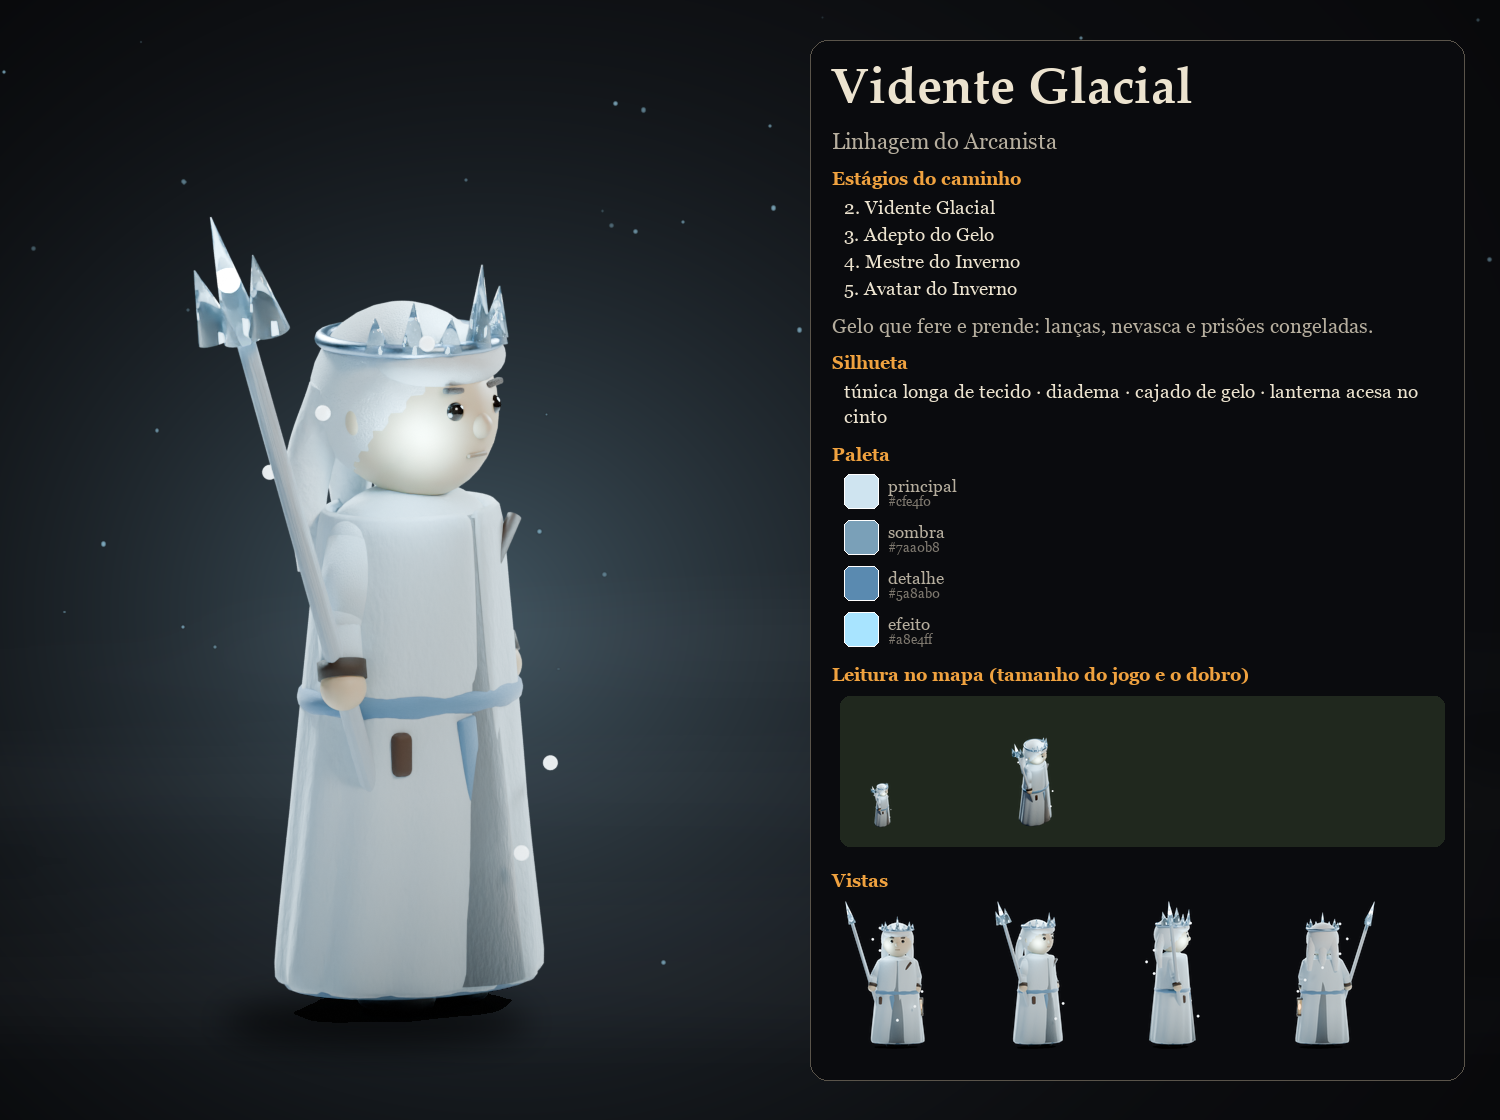 Vidente Glacial
Linhagem do Arcanista
Estágios do caminho
2. Vidente Glacial
3. Adepto do Gelo
4. Mestre do Inverno
5. Avatar do Inverno
Gelo que fere e prende: lanças, nevasca e prisões congeladas.
Silhueta
túnica longa de tecido · diadema · cajado de gelo · lanterna acesa no
cinto
Paleta
principal
#cfe4f0
sombra
#7aa0b8
detalhe
#5a8ab0
efeito
#a8e4ff
Leitura no mapa (tamanho do jogo e o dobro)
Vistas